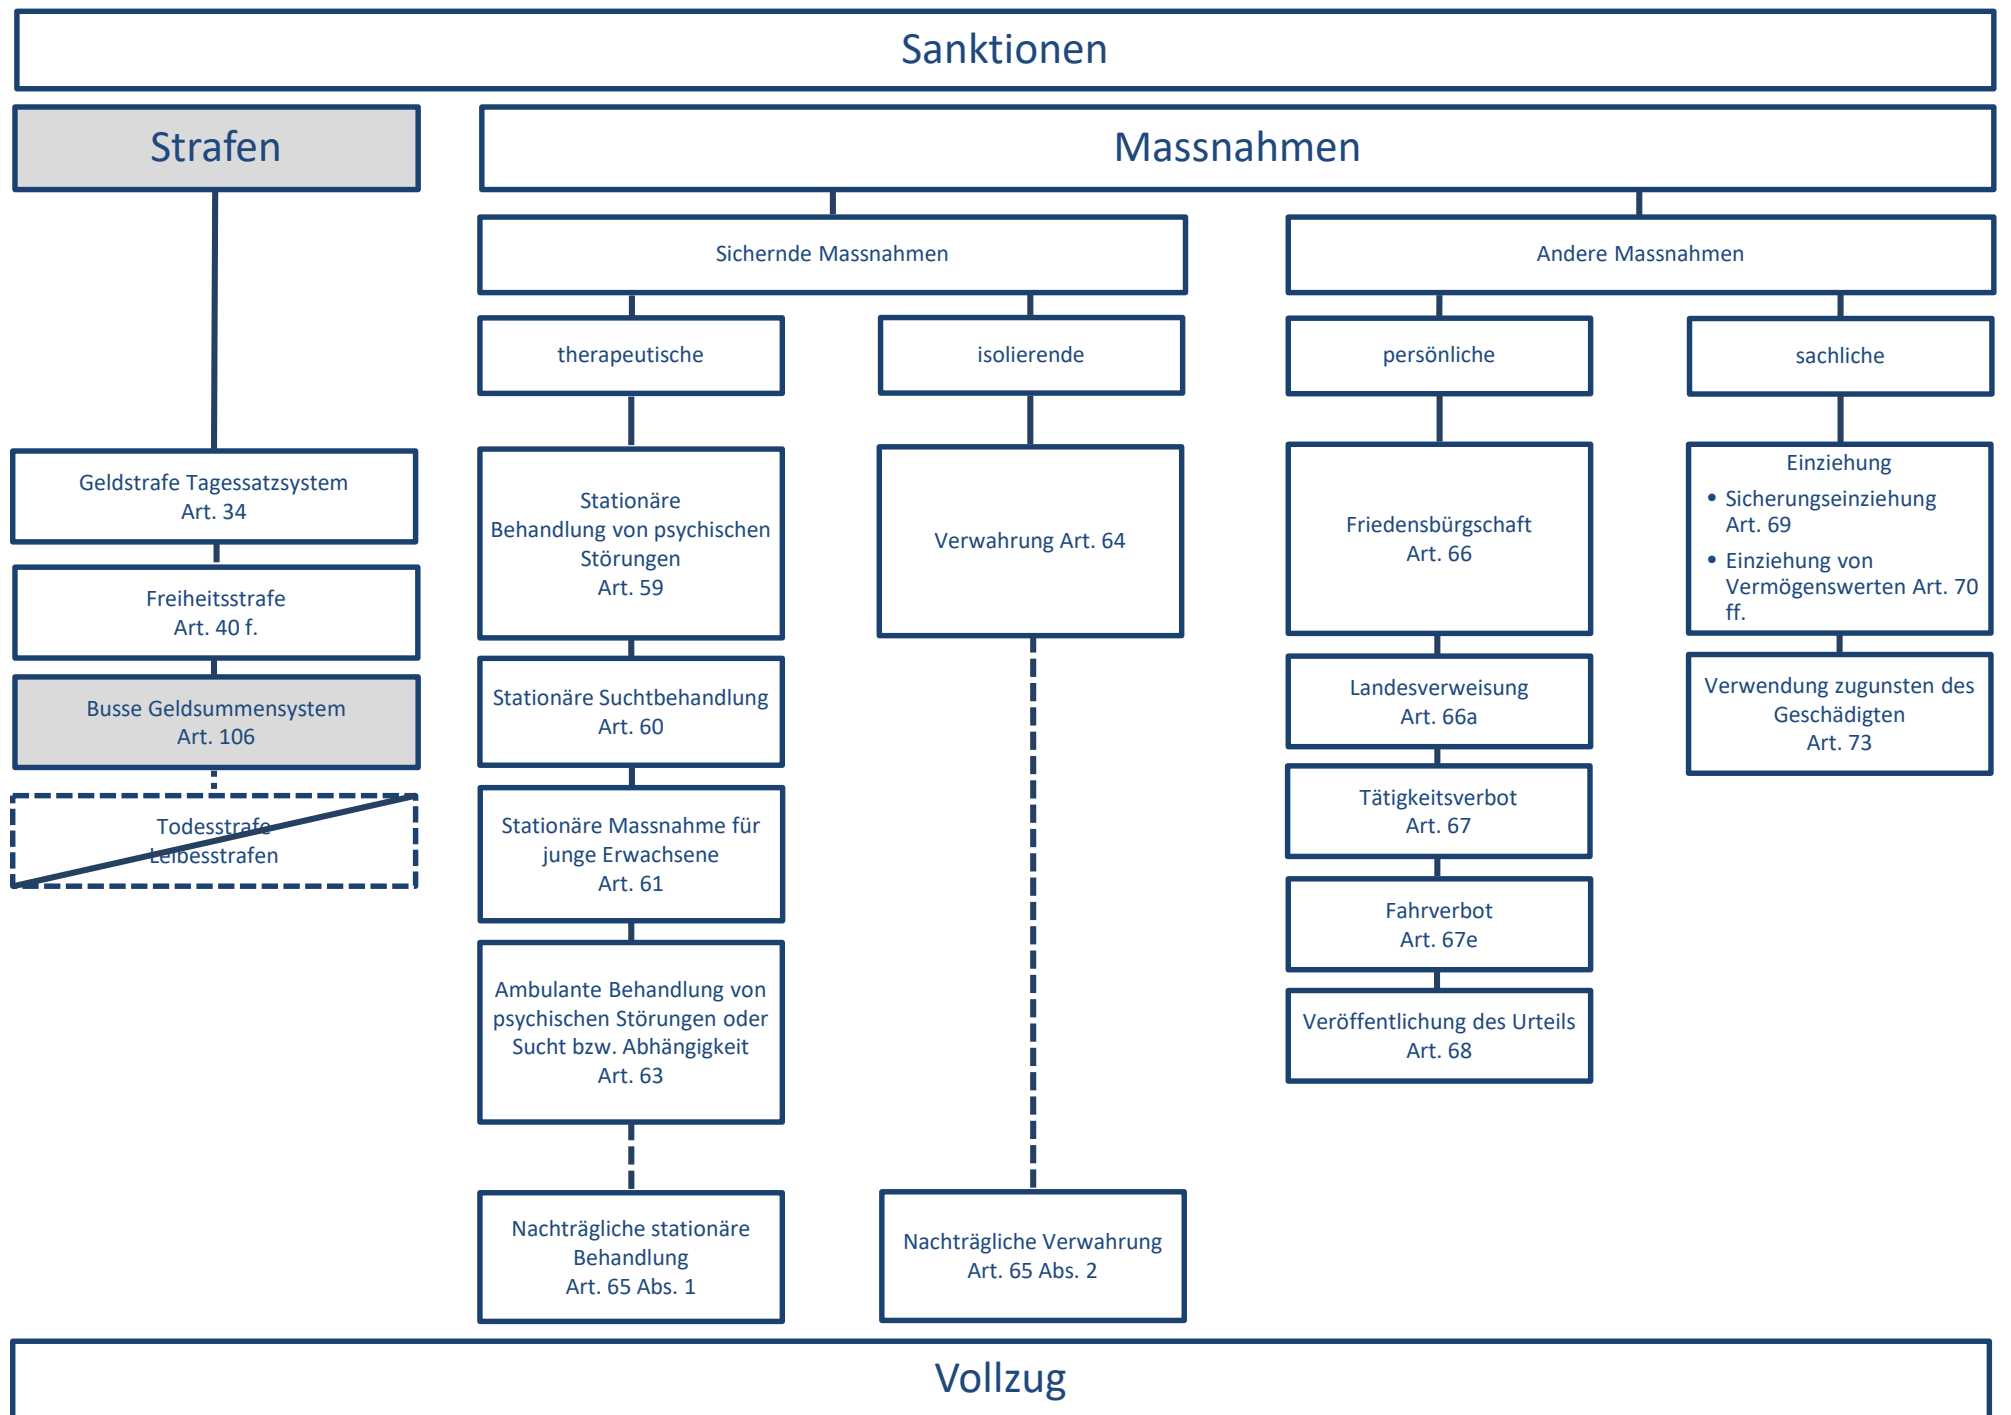 Sanktionen
Strafen
Massnahmen
Sichernde Massnahmen
Andere Massnahmen
therapeutische
isolierende
persönliche
sachliche
Geldstrafe Tagessatzsystem
Art. 34
Freiheitsstrafe
Art. 40 f.
Busse Geldsummensystem
Art. 106
Todesstrafe
Leibesstrafen
Stationäre
Behandlung von psychischen
Störungen
Art. 59
Stationäre Suchtbehandlung
Art. 60
Stationäre Massnahme für
junge Erwachsene
Art. 61
Ambulante Behandlung von
psychischen Störungen oder
Sucht bzw. Abhängigkeit
Art. 63
Nachträgliche stationäre
Behandlung
Art. 65 Abs. 1
Verwahrung Art. 64
Nachträgliche Verwahrung
Art. 65 Abs. 2
Friedensbürgschaft
Art. 66
Landesverweisung
Art. 66a
Tätigkeitsverbot
Art. 67
Fahrverbot
Art. 67e
Veröffentlichung des Urteils
Art. 68
Einziehung
• Sicherungseinziehung
Art. 69
• Einziehung von
Vermögenswerten Art. 70
ff.
Verwendung zugunsten des
Geschädigten
Art. 73
Vollzug